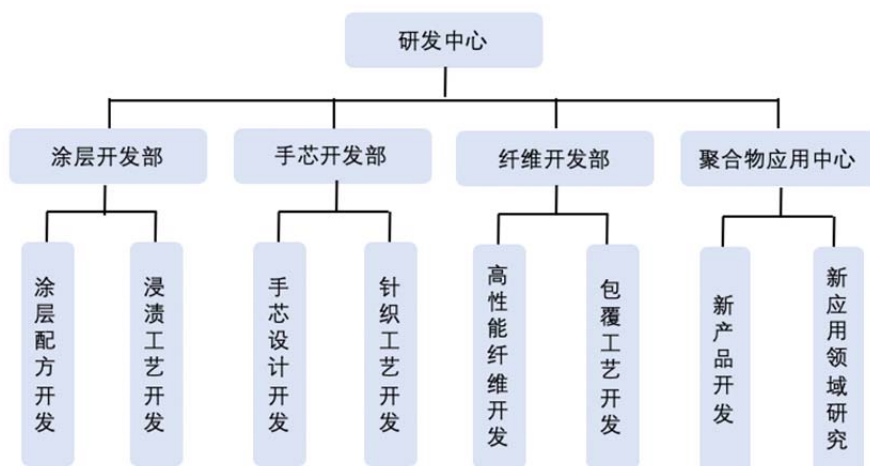 研发中心
涂层开发部
手芯开发部
纤维开发部
聚合物应用中心
涂层配方开发
浸渍工艺开发
手芯设计开发
针织工艺开发
高性能纤维开发
包覆工艺开发
新产品开发
新应用领域研究